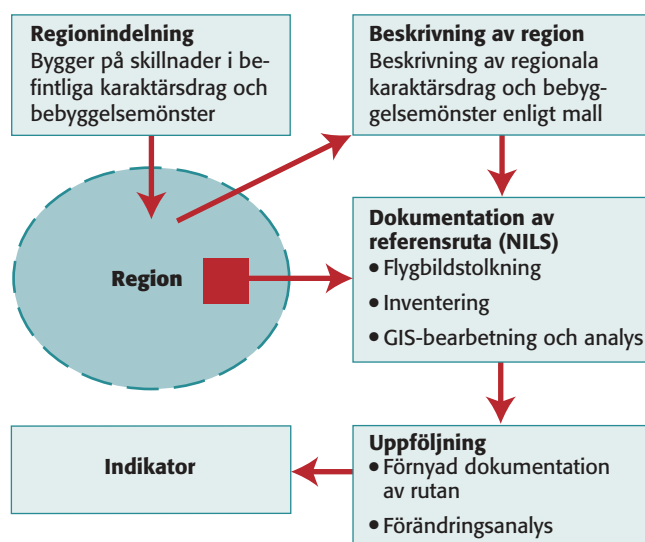 Regionindelning
Bygger på skillnader i be-
fintliga karaktärsdrag och
bebyggelsemönster
Beskrivning av region
Beskrivning av regionala
karaktärsdrag och bebyg-
gelsemönster enligt mall
Region
Dokumentation av
referensruta (NILS)
• Flygbildstolkning
• Inventering
• GIS-bearbetning och analys
Indikator
Uppföljning
• Förnyad dokumentation
av rutan
• Förändringsanalys